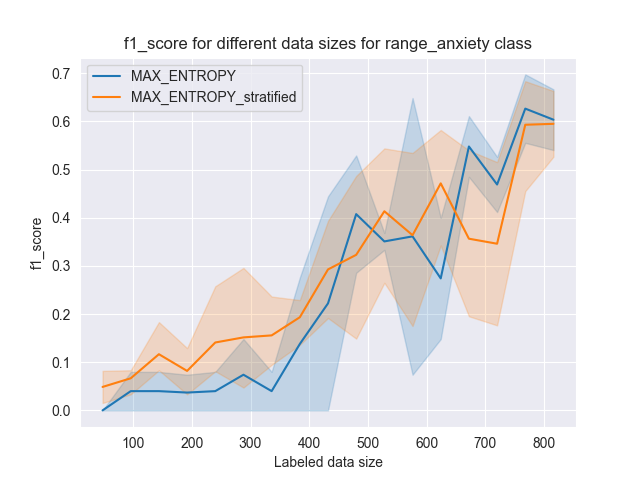 f1_score for different data sizes for range_anxiety class
MAX_ENTROPY
MAX_ENTROPY_stratified
f1_score
0.7
0.6
0.5
0.4
0.3
0.2
0.1
0.0
100 200 300 400 500 600 700 800
Labeled data size